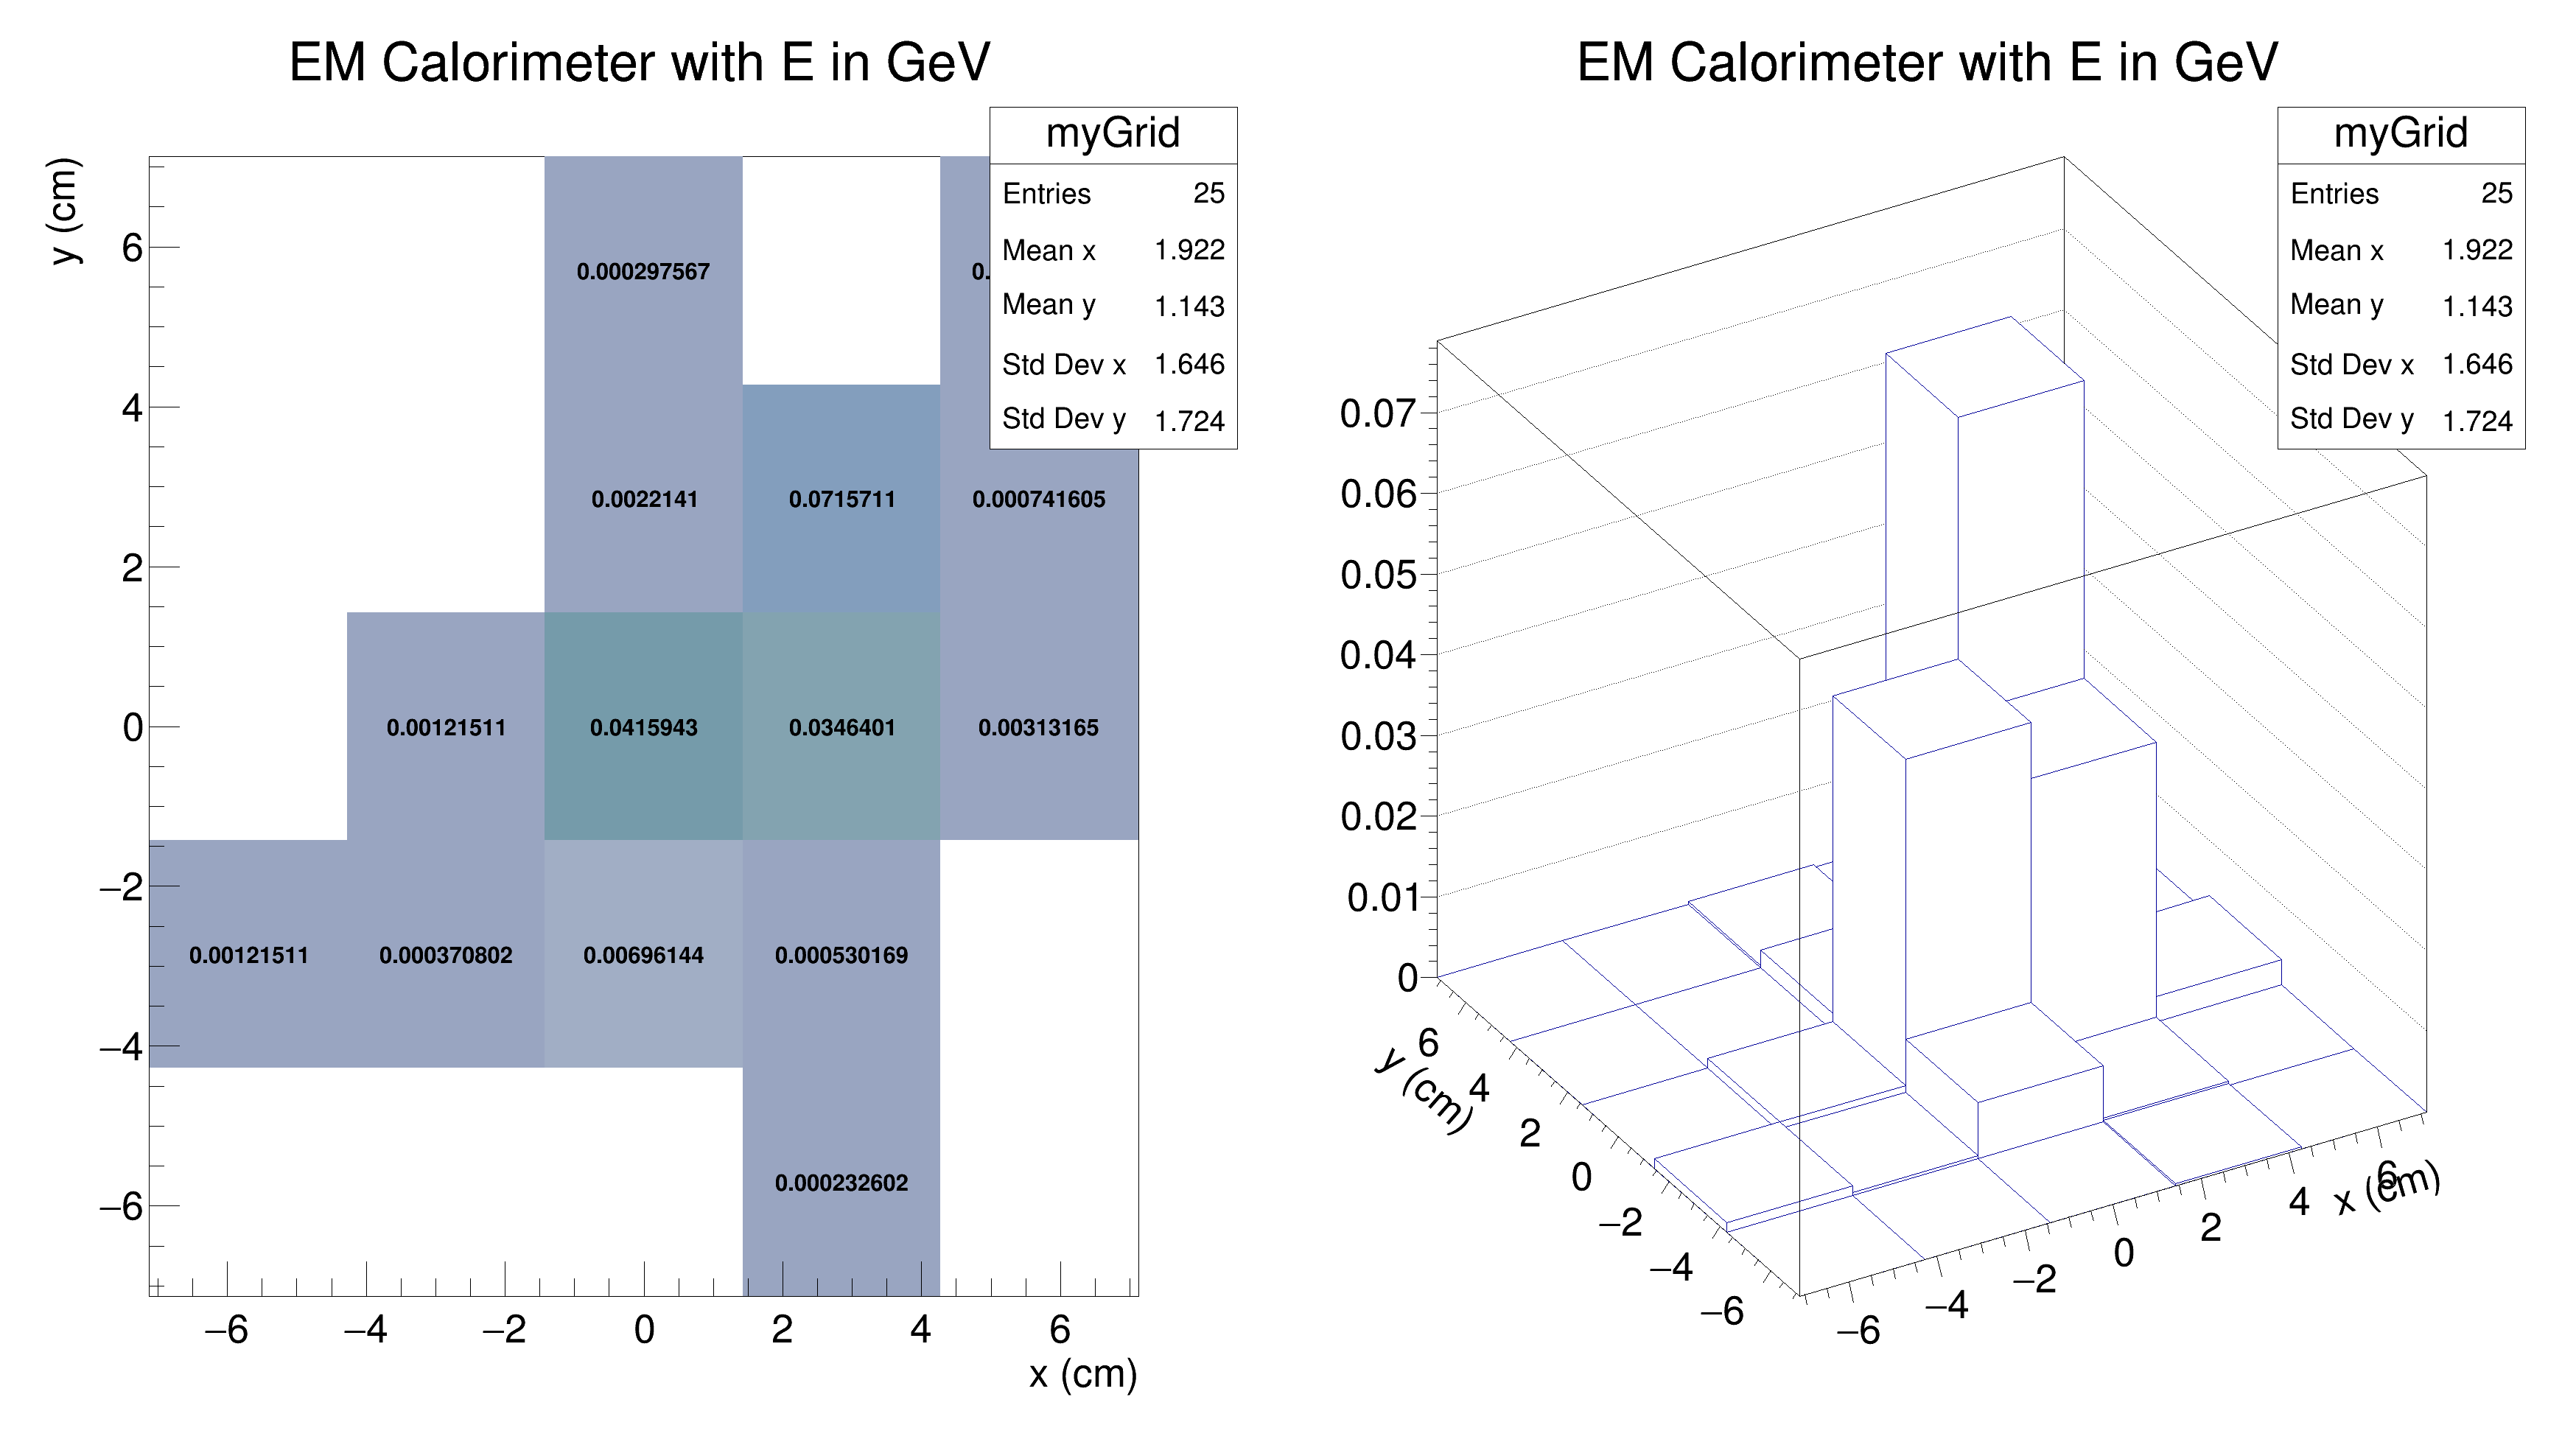 EM Calorimeter with E in GeV
y (cm)
myGrid
Entries 25
Mean x 1.922
Mean y 1.143
Std Dev x 1.646
Std Dev y 1.724
6
4
2
0
−2
−4
−6
0.000297567 0.
0.0022141 0.0715711 0.000741605
0.00121511 0.0415943 0.0346401 0.00313165
0.00121511 0.000370802 0.00696144 0.000530169
0.000232602
−6 −4 −2 0 2 4 6
x (cm)
EM Calorimeter with E in GeV
myGrid
Entries 25
Mean x 1.922
Mean y 1.143
Std Dev x 1.646
Std Dev y 1.724
0.07
0.06
0.05
0.04
0.03
0.02
0.01
0
6
4
2
0
−2
−4
−6
y (cm)
−6
−4
−2
0
2
4
6
x (cm)